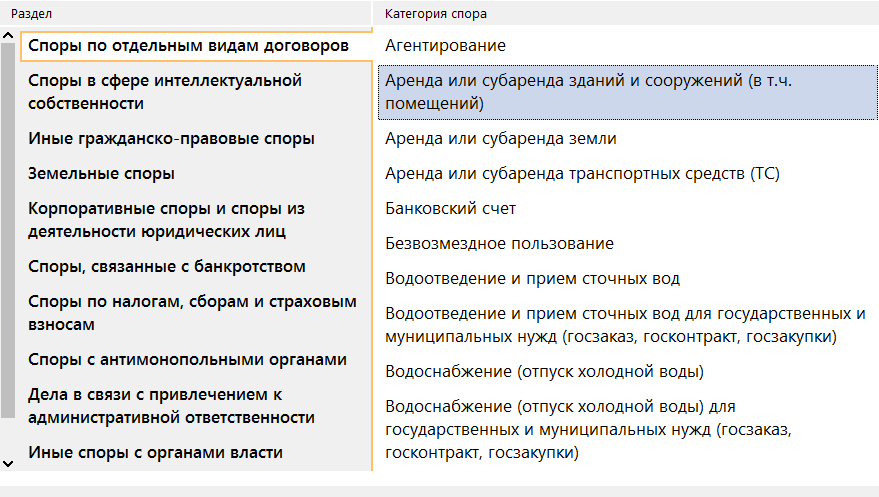 Раздел
Споры по отдельным видам договоров
Споры в сфере интеллектуальной
собственности
Иные гражданско-правовые споры
Земельные споры
Корпоративные споры и споры из
деятельности юридических лиц
Споры, связанные с банкротством
Споры по налогам, сборам и страховым
взносам
Споры с антимонопольными органами
Дела в связи с привлечением к
административной ответственности
Иные споры с органами власти
Категория спора
Агентирование
Аренда или субаренда зданий и сооружений (в т.ч.
помещений)
Аренда или субаренда земли
Аренда или субаренда транспортных средств (ТС)
Банковский счет
Безвозмездное пользование
Водоотведение и прием сточных вод
Водоотведение и прием сточных вод для государственных и
муниципальных нужд (госзаказ, госконтракт, госзакупки)
Водоснабжение (отпуск холодной воды)
Водоснабжение (отпуск холодной воды) для
государственных и муниципальных нужд (госзаказ,
госконтракт, госзакупки)